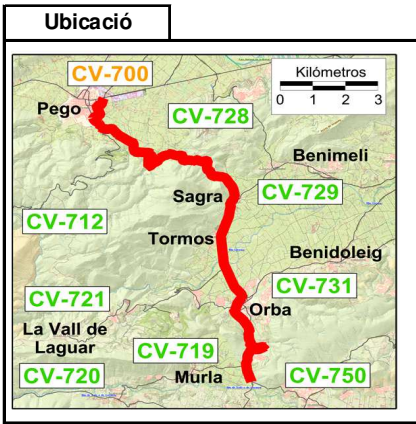 Ubicació
CV-700
Kilómetros
0 1 2 3
Pego
CV-728
Benimeli
Sagra
CV-729
CV-712
Tormos
Benidoleig
CV-721
CV-731
Orba
La Vall de
Laguar
CV-719
CV-720
Murla
CV-750